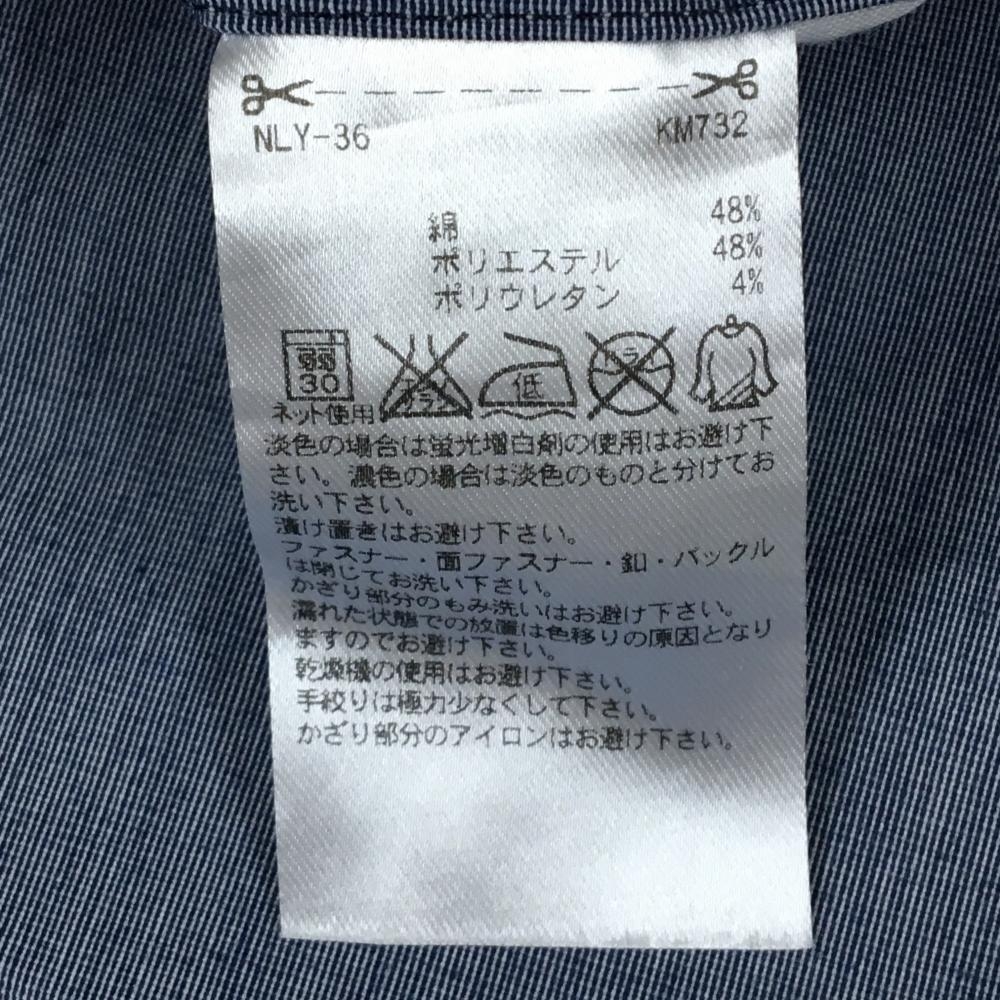 NLY-36 KM732
綿 48%
ポリエステル 48%
ポリウレタン 4%
弱 30 エンソ サラシ 低 ドライ
ネット使用
淡色の場合は蛍光増白剤の使用はお避け下
さい。濃色の場合は淡色のものと分けてお
洗い下さい。
漬け置きはお避け下さい。
ファスナー・面ファスナー・釦・バックル
は閉じてお洗い下さい。
かざり部分のもみ洗いはお避け下さい。
濡れた状態での放置は色移りの原因となり
ますのでお避け下さい。
乾燥機の使用はお避け下さい。
手絞りは極力少なくして下さい。
かざり部分のアイロンはお避け下さい。